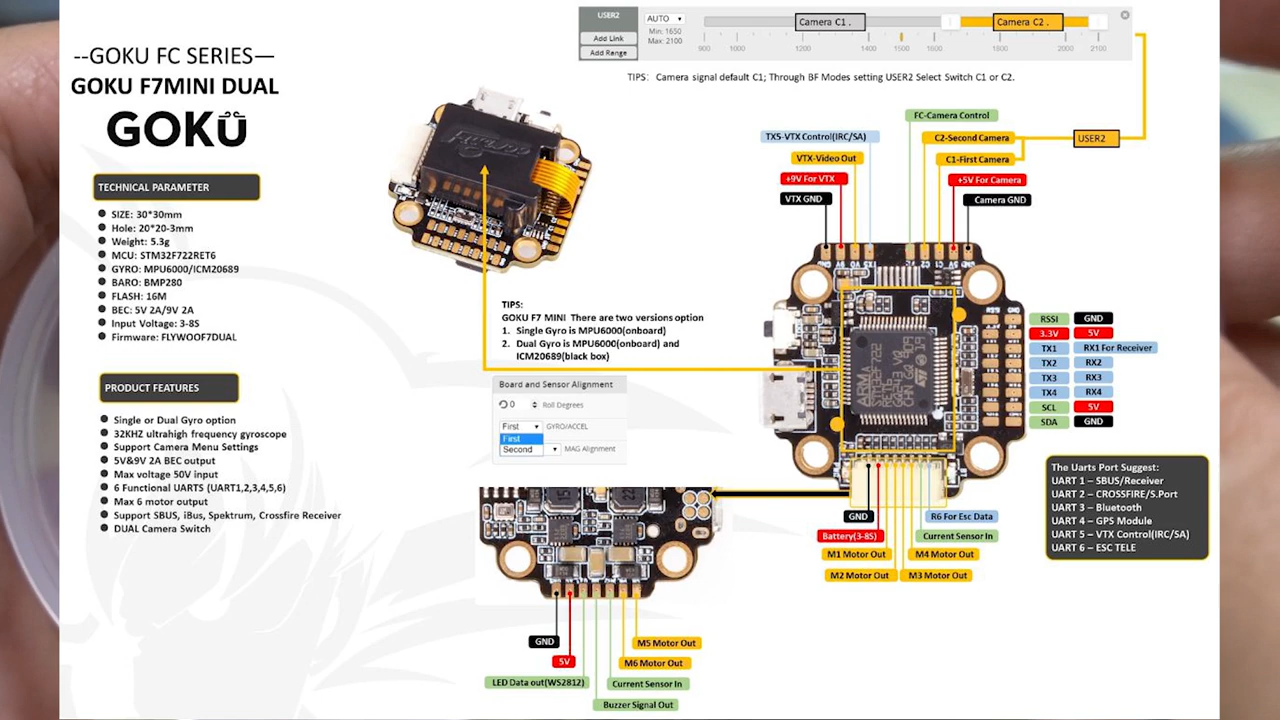 --GOKU FC SERIES—
GOKU F7MINI DUAL
GOKU
TECHNICAL PARAMETER
SIZE: 30*30mm
Hole: 20*20-3mm
Weight: 5.3g
MCU: STM32F722RET6
GYRO: MPU6000/ICM20689
BARO: BMP280
FLASH: 16M
BEC: 5V 2A/9V 2A
Input Voltage: 3-8S
Firmware: FLYWOOF7DUAL
PRODUCT FEATURES
Single or Dual Gyro option
32KHZ ultrahigh frequency gyroscope
Support Camera Menu Settings
5V&9V 2A BEC output
Max voltage 50V input
6 Functional UARTS (UART1,2,3,4,5,6)
Max 6 motor output
Support SBUS, iBus, Spektrum, Crossfire Receiver
DUAL Camera Switch
USER2
Add Link
Add Range
AUTO
Min: 1650
Max: 2100
Camera C1 .
Camera C2 .
900 1000 1200 1400 1500 1600 1800 2000 2100
TIPS: Camera signal default C1; Through BF Modes setting USER2 Select Switch C1 or C2.
FC-Camera Control
TX5-VTX Control(IRC/SA)
C2-Second Camera
USER2
VTX-Video Out
C1-First Camera
+9V For VTX
+5V For Camera
VTX GND
Camera GND
TIPS:
GOKU F7 MINI There are two versions option
1. Single Gyro is MPU6000(onboard)
2. Dual Gyro is MPU6000(onboard) and
ICM20689(black box)
Board and Sensor Alignment
0 Roll Degrees
First GYRO/ACCEL
First
Second MAG Alignment
RSSI GND
3.3V 5V
TX1 RX1 For Receiver
TX2 RX2
TX3 RX3
TX4 RX4
SCL 5V
SDA GND
GND
R6 For Esc Data
Battery(3-8S)
Current Sensor In
M1 Motor Out
M4 Motor Out
M2 Motor Out
M3 Motor Out
The Uarts Port Suggest:
UART 1 – SBUS/Receiver
UART 2 – CROSSFIRE/S.Port
UART 3 – Bluetooth
UART 4 – GPS Module
UART 5 – VTX Control(IRC/SA)
UART 6 – ESC TELE
GND
M5 Motor Out
5V
M6 Motor Out
LED Data out(WS2812)
Current Sensor In
Buzzer Signal Out